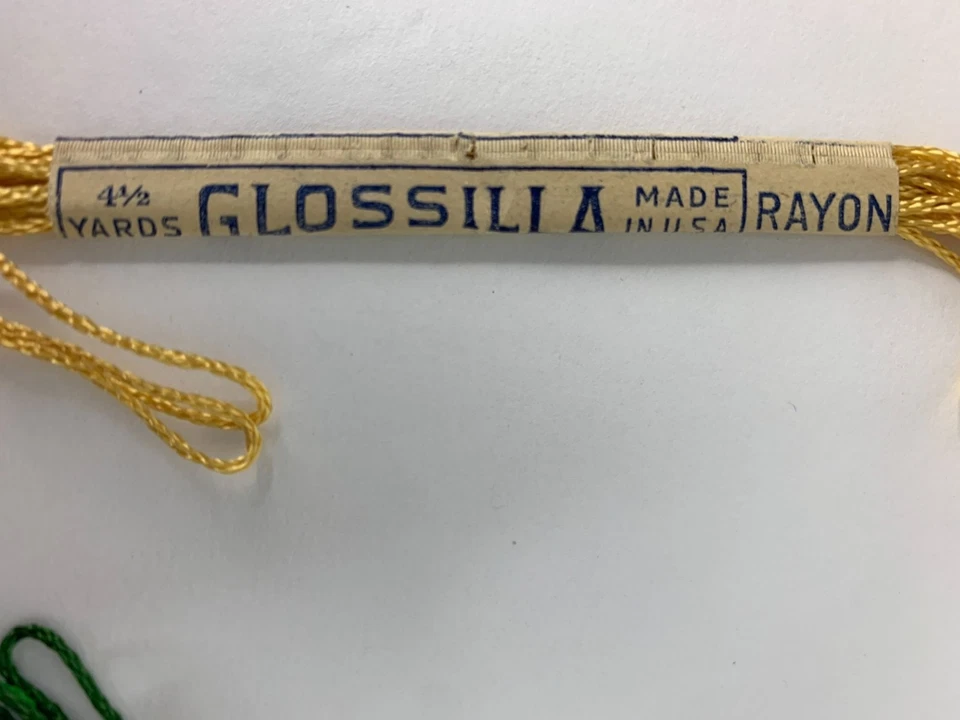 4½ YARDS
GLOSSILLA
MADE IN U.S.A.
RAYON